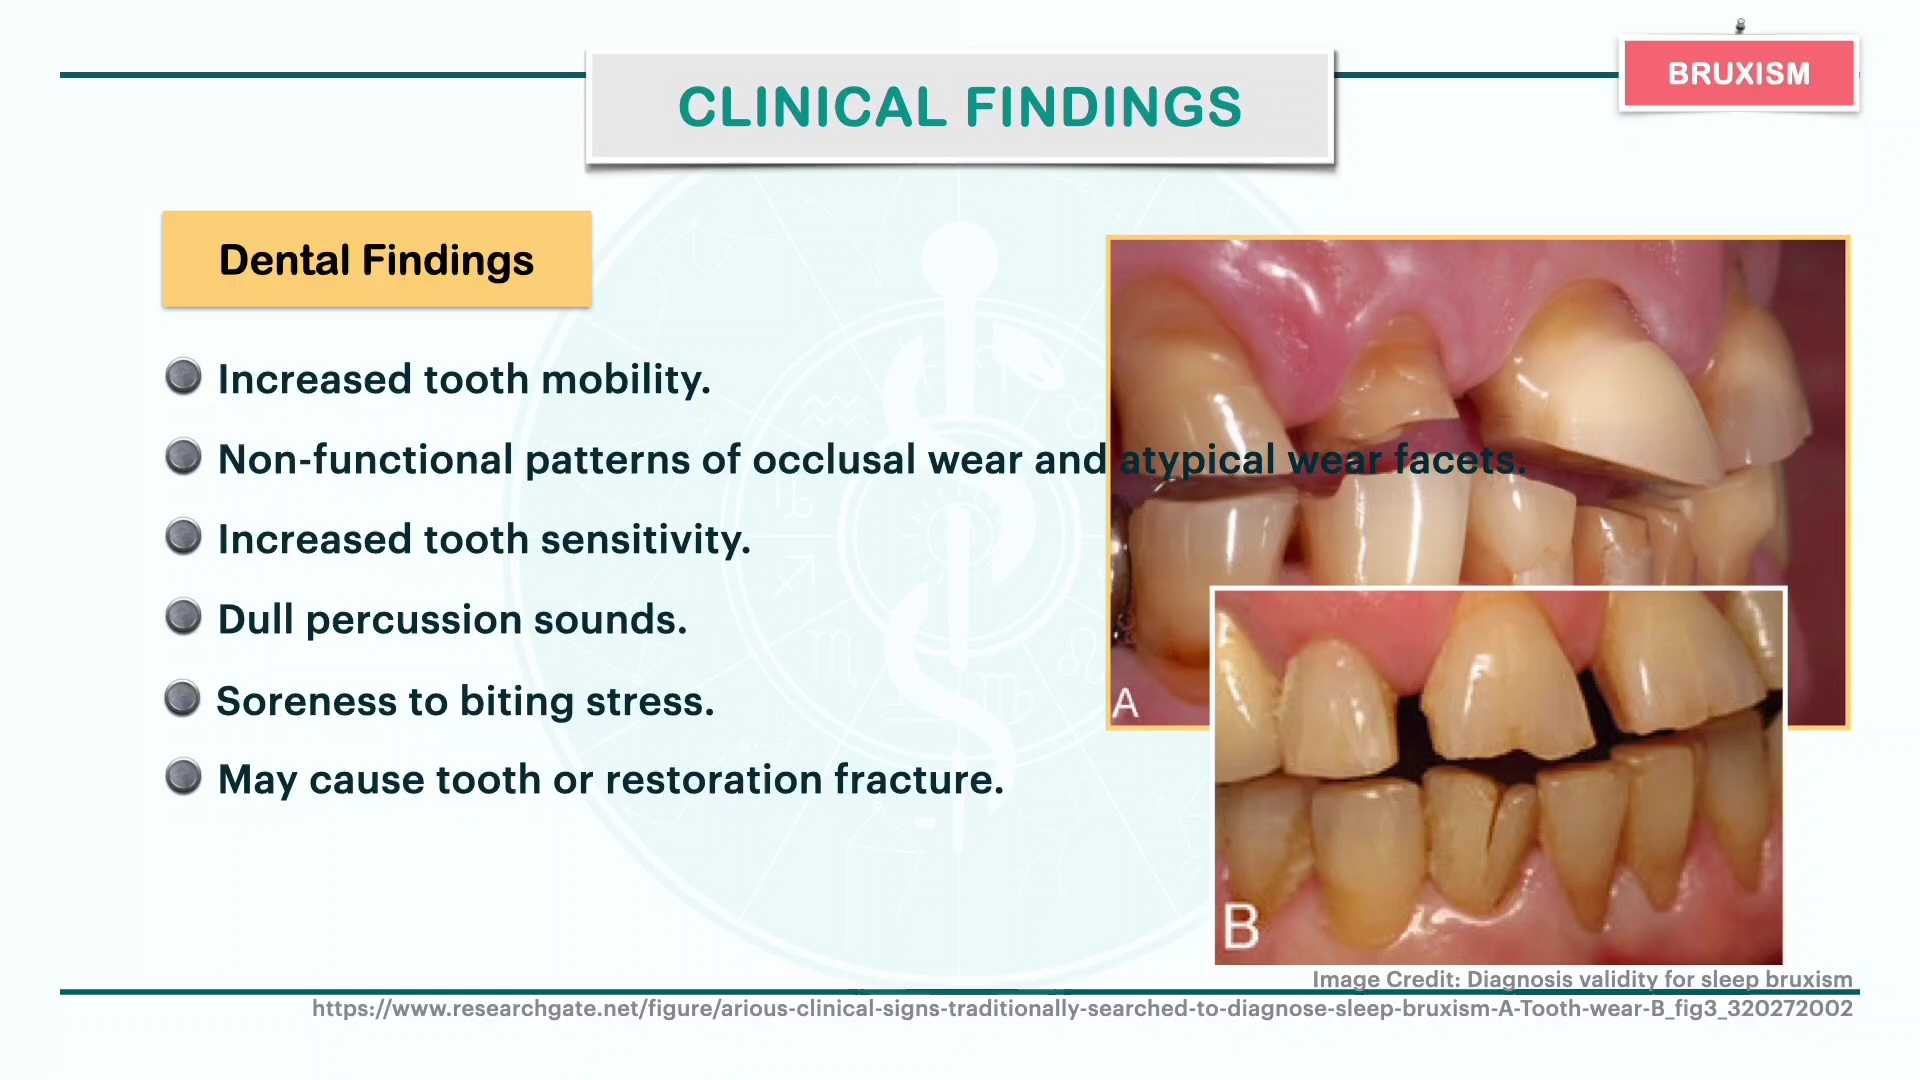 BRUXISM
CLINICAL FINDINGS
Dental Findings
Increased tooth mobility.
Non-functional patterns of occlusal wear and atypical wear facets.
Increased tooth sensitivity.
Dull percussion sounds.
Soreness to biting stress.
May cause tooth or restoration fracture.
A
B
Image Credit: Diagnosis validity for sleep bruxism
https://www.researchgate.net/figure/arious-clinical-signs-traditionally-searched-to-diagnose-sleep-bruxism-A-Tooth-wear-B_fig3_320272002